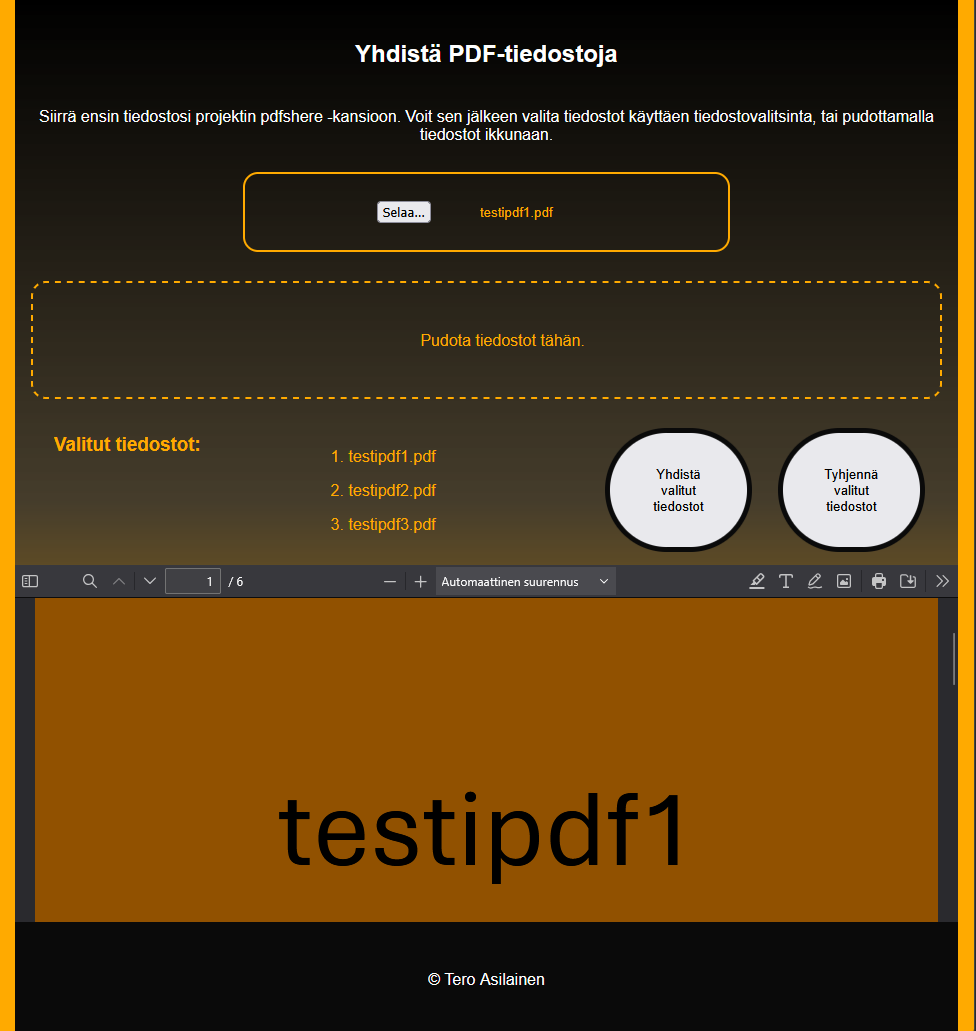 Yhdistä PDF-tiedostoja
Siirrä ensin tiedostosi projektin pdfshere -kansioon. Voit sen jälkeen valita tiedostot käyttäen tiedostovalitsinta, tai pudottamalla
tiedostot ikkunaan.
Selaa... testipdf1.pdf
Pudota tiedostot tähän.
Valitut tiedostot:
1. testipdf1.pdf
2. testipdf2.pdf
3. testipdf3.pdf
Yhdistä
valitut
tiedostot
Tyhjennä
valitut
tiedostot
1 / 6 Automaattinen suurennus
testipdf1
© Tero Asilainen